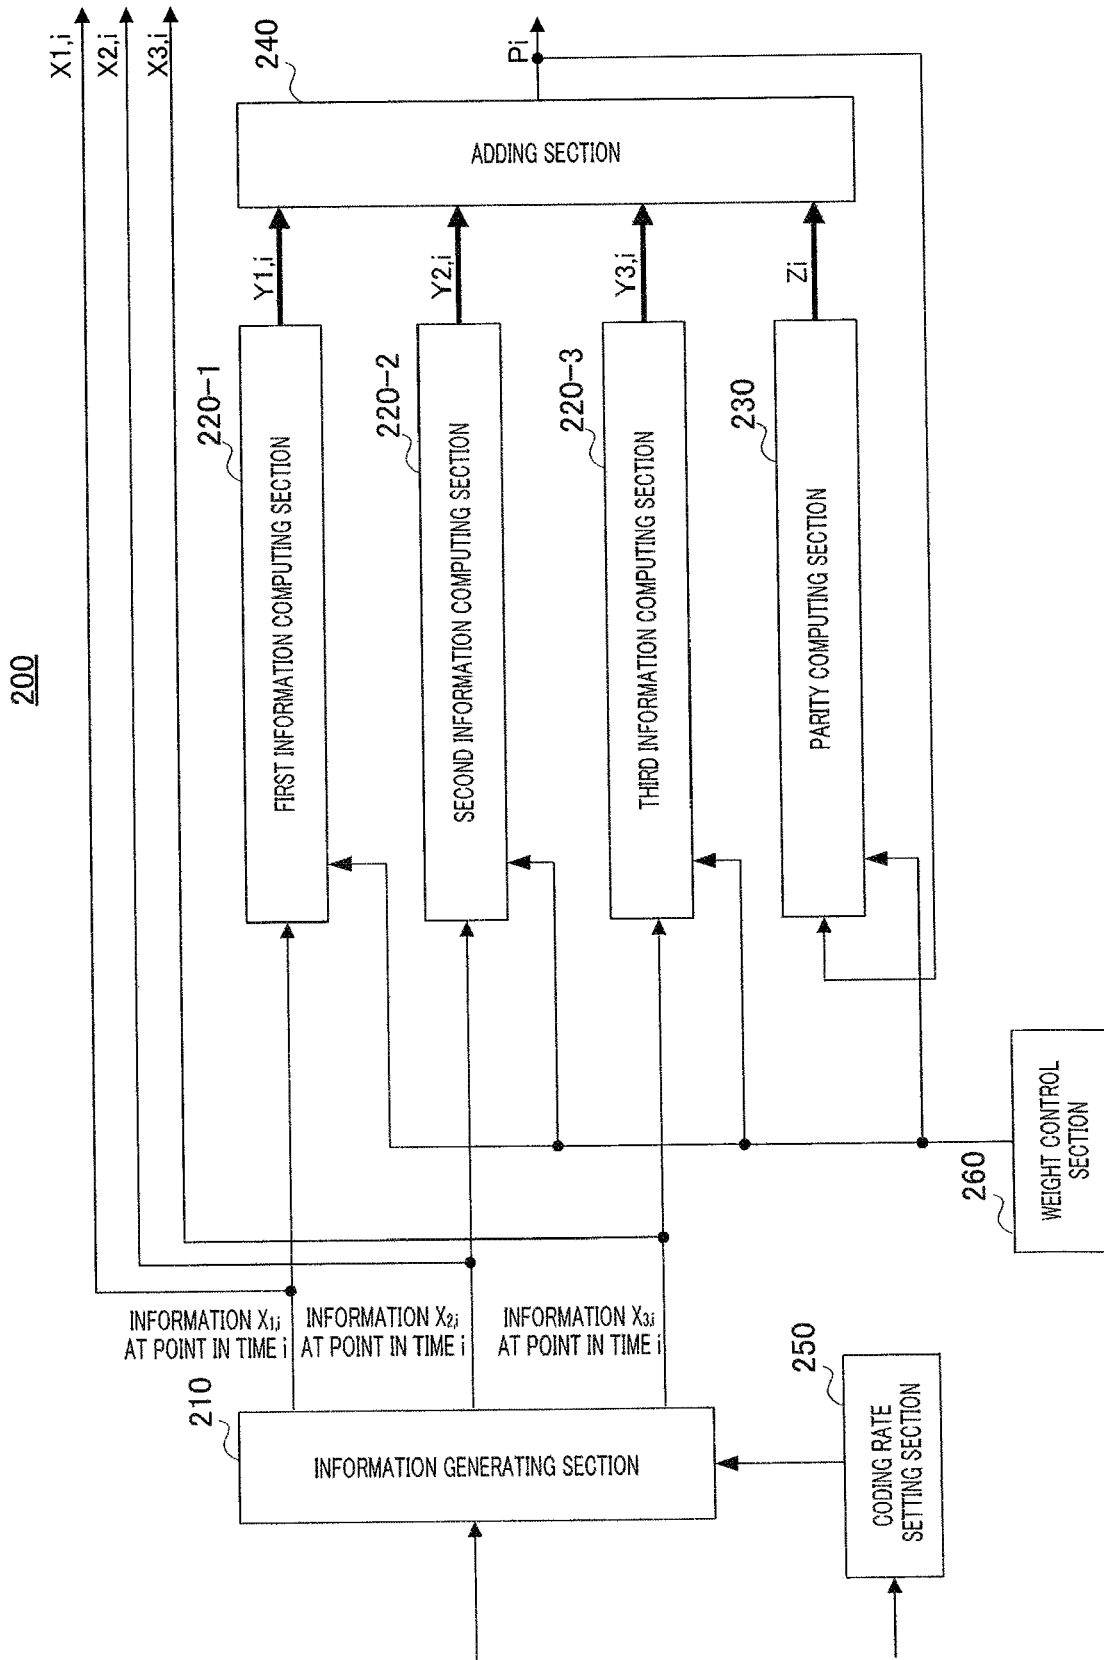 200
X1,i
X2,i
X3,i
INFORMATION X1,i
AT POINT IN TIME i
INFORMATION X2,i
AT POINT IN TIME i
INFORMATION X3,i
AT POINT IN TIME i
210
INFORMATION GENERATING SECTION
220-1
FIRST INFORMATION COMPUTING SECTION
Y1,i
220-2
SECOND INFORMATION COMPUTING SECTION
Y2,i
220-3
THIRD INFORMATION COMPUTING SECTION
Y3,i
230
PARITY COMPUTING SECTION
Zi
240
ADDING SECTION
Pi
250
CODING RATE
SETTING SECTION
260
WEIGHT CONTROL
SECTION